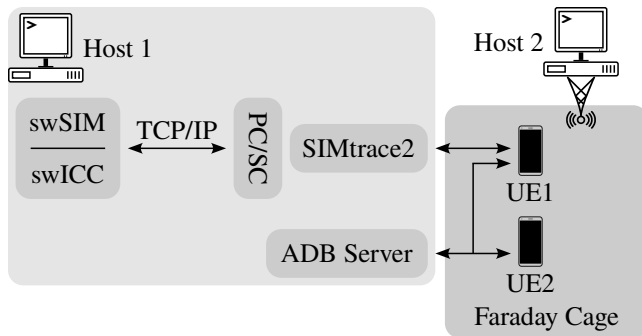 Host 1
Host 2
swSIM
swICC
TCP/IP
PC/SC
SIMtrace2
UE1
ADB Server
UE2
Faraday Cage